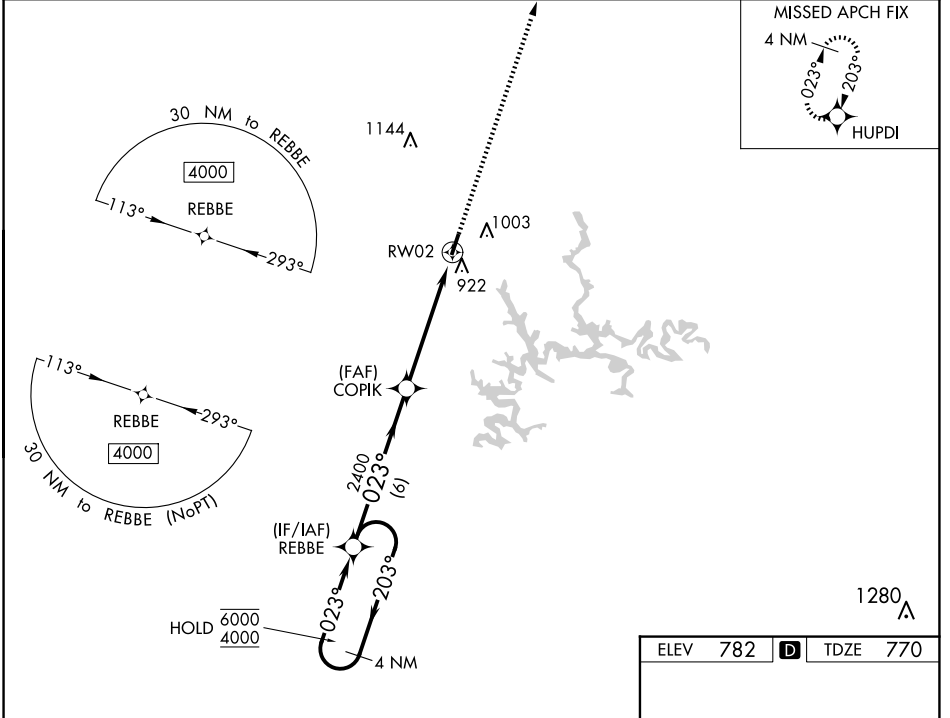 MISSED APCH FIX
4 NM
023°
203°
HUPDI
30 NM to REBBE
4000
REBBE
113°
293°
1144
1003
RW02
922
(FAF)
COPIK
113°
293°
REBBE
4000
30 NM to REBBE (NoPT)
2400
023°
(6)
(IF/IAF)
REBBE
023°
203°
HOLD
6000
4000
4 NM
1280
ELEV 782 D TDZE 770